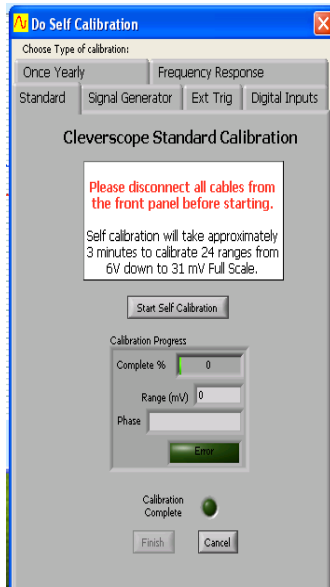 Do Self Calibration
Choose Type of calibration:
Once Yearly Frequency Response
Standard Signal Generator Ext Trig Digital Inputs
Cleverscope Standard Calibration
Please disconnect all cables from
the front panel before starting.
Self calibration will take approximately
3 minutes to calibrate 24 ranges from
6V down to 31 mV Full Scale.
Start Self Calibration
Calibration Progress
Complete % 0
Range (mV) 0
Phase
Error
Calibration
Complete
Finish Cancel